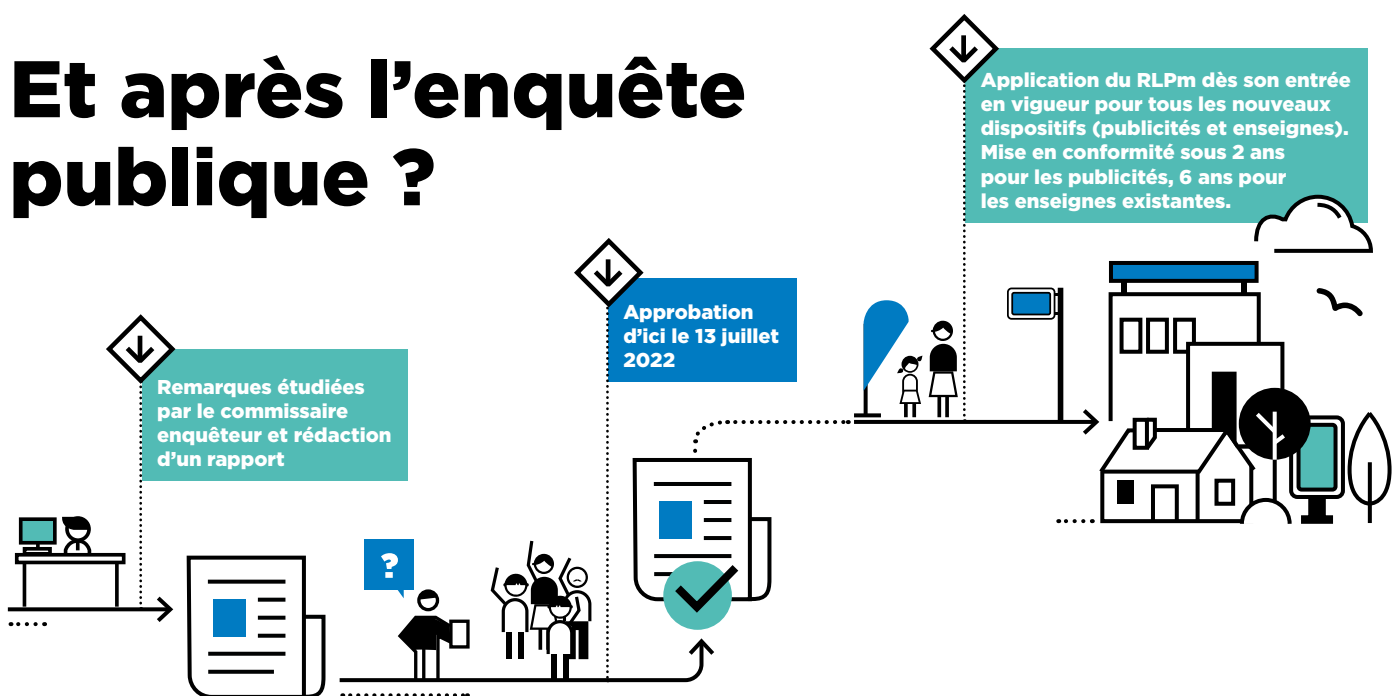 Et après l’enquête
publique ?
Remarques étudiées
par le commissaire
enquêteur et rédaction
d’un rapport
?
Approbation
d’ici le 13 juillet
2022
Application du RLPm dès son entrée
en vigueur pour tous les nouveaux
dispositifs (publicités et enseignes).
Mise en conformité sous 2 ans
pour les publicités, 6 ans pour
les enseignes existantes.